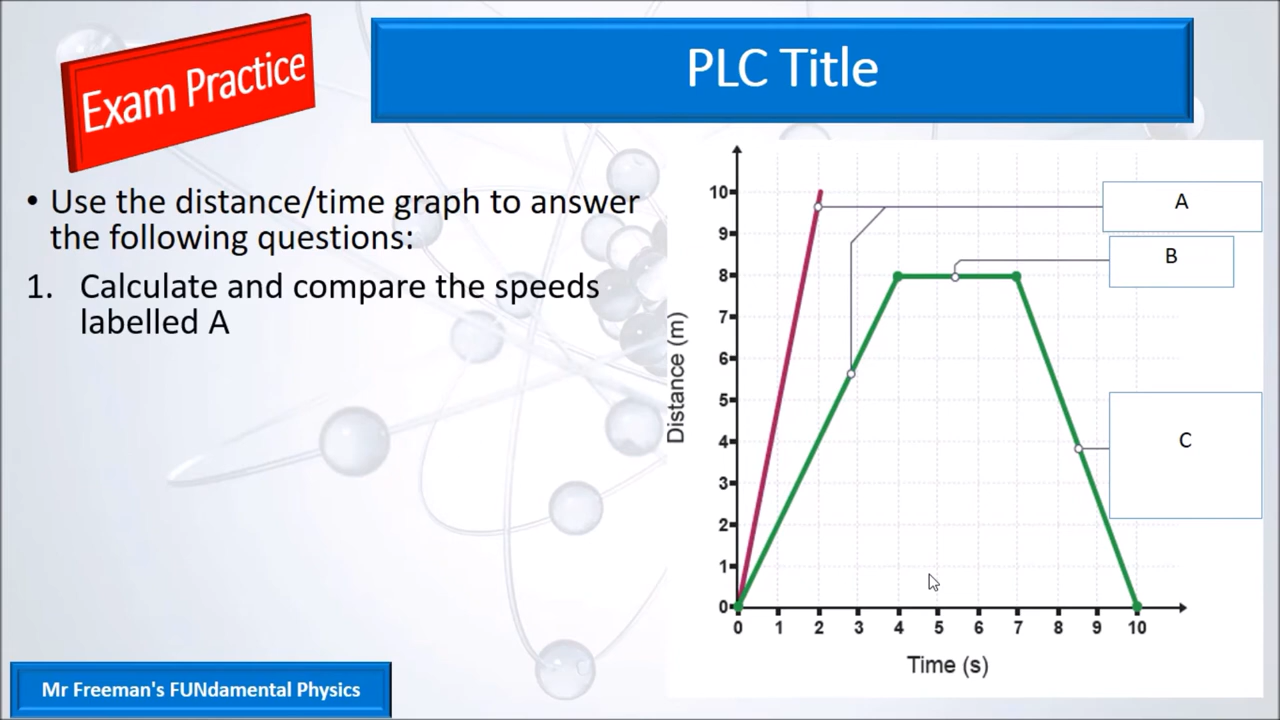 Exam Practice
PLC Title
• Use the distance/time graph to answer
the following questions:
1. Calculate and compare the speeds
labelled A
Distance (m)
10
9
8
7
6
5
4
3
2
1
0
0 1 2 3 4 5 6 7 8 9 10
Time (s)
A
B
C
Mr Freeman's FUNdamental Physics